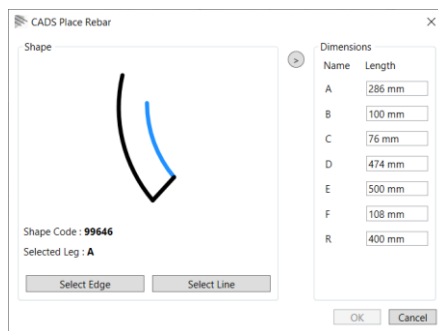 CADS Place Rebar
Shape
Shape Code : 99646
Selected Leg : A
Select Edge
Select Line
>
Dimensions
Name Length
A 286 mm
B 100 mm
C 76 mm
D 474 mm
E 500 mm
F 108 mm
R 400 mm
OK Cancel